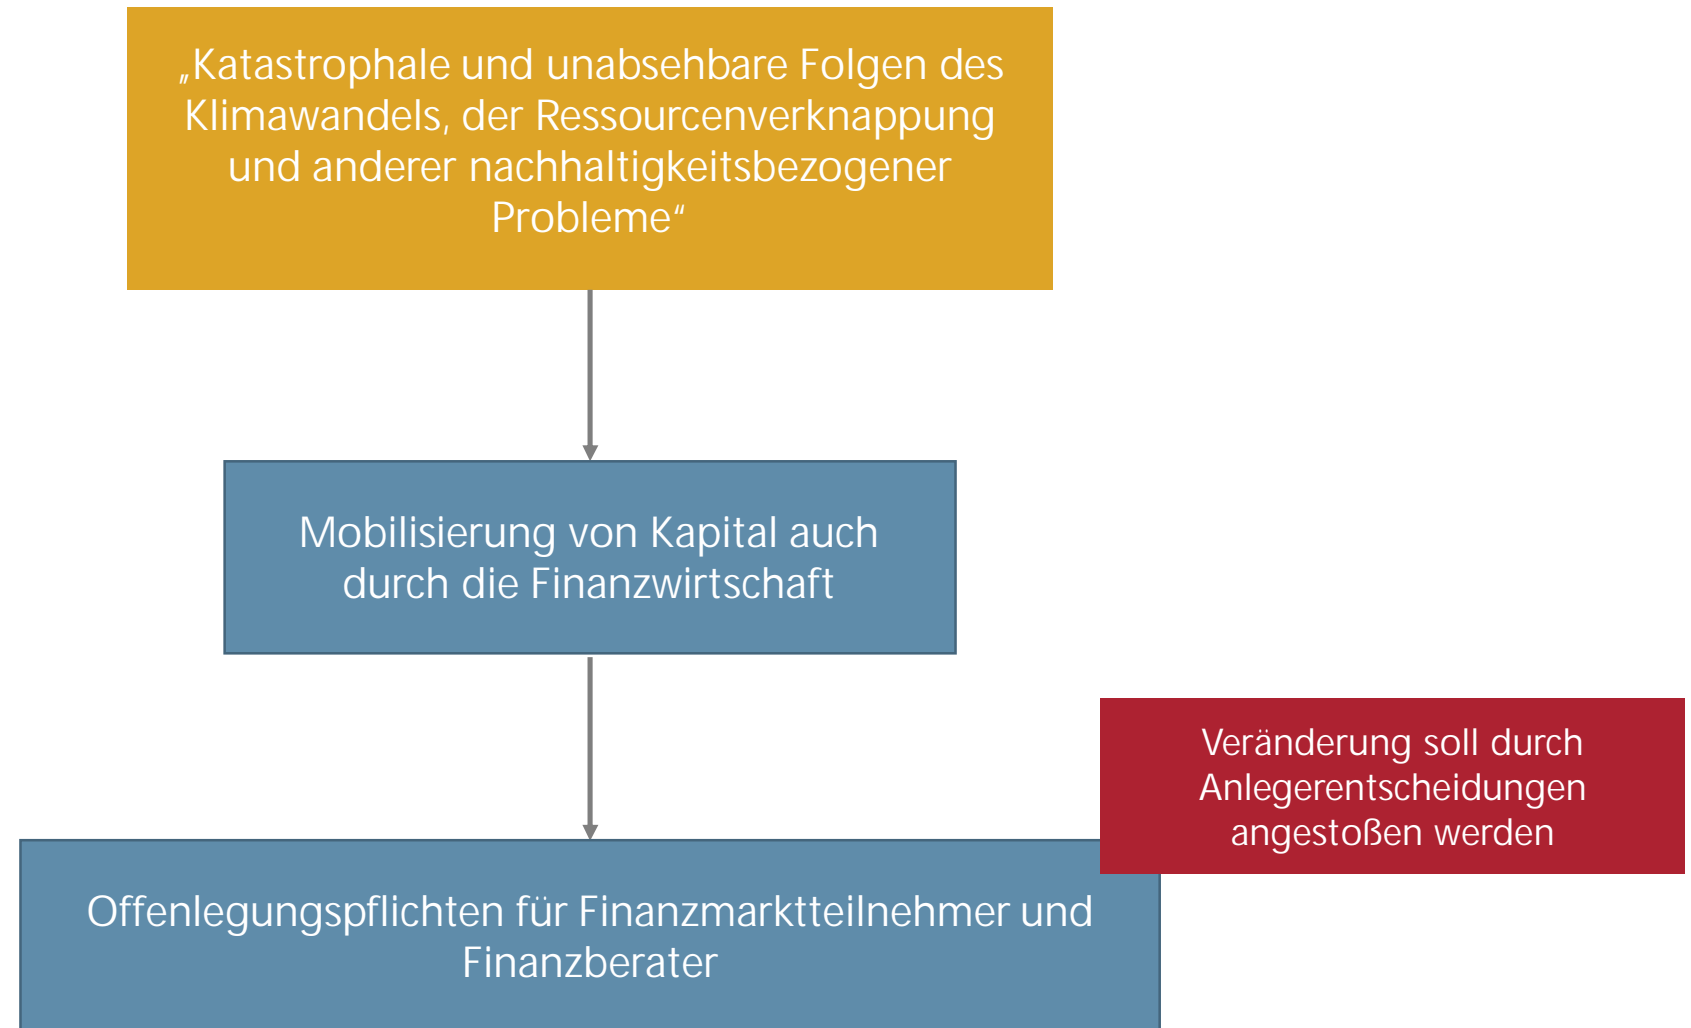 „Katastrophale und unabsehbare Folgen des
Klimawandels, der Ressourcenverknappung
und anderer nachhaltigkeitsbezogener
Probleme“
Mobilisierung von Kapital auch
durch die Finanzwirtschaft
Veränderung soll durch
Anlegerentscheidungen
angestoßen werden
Offenlegungspflichten für Finanzmarktteilnehmer und
Finanzberater